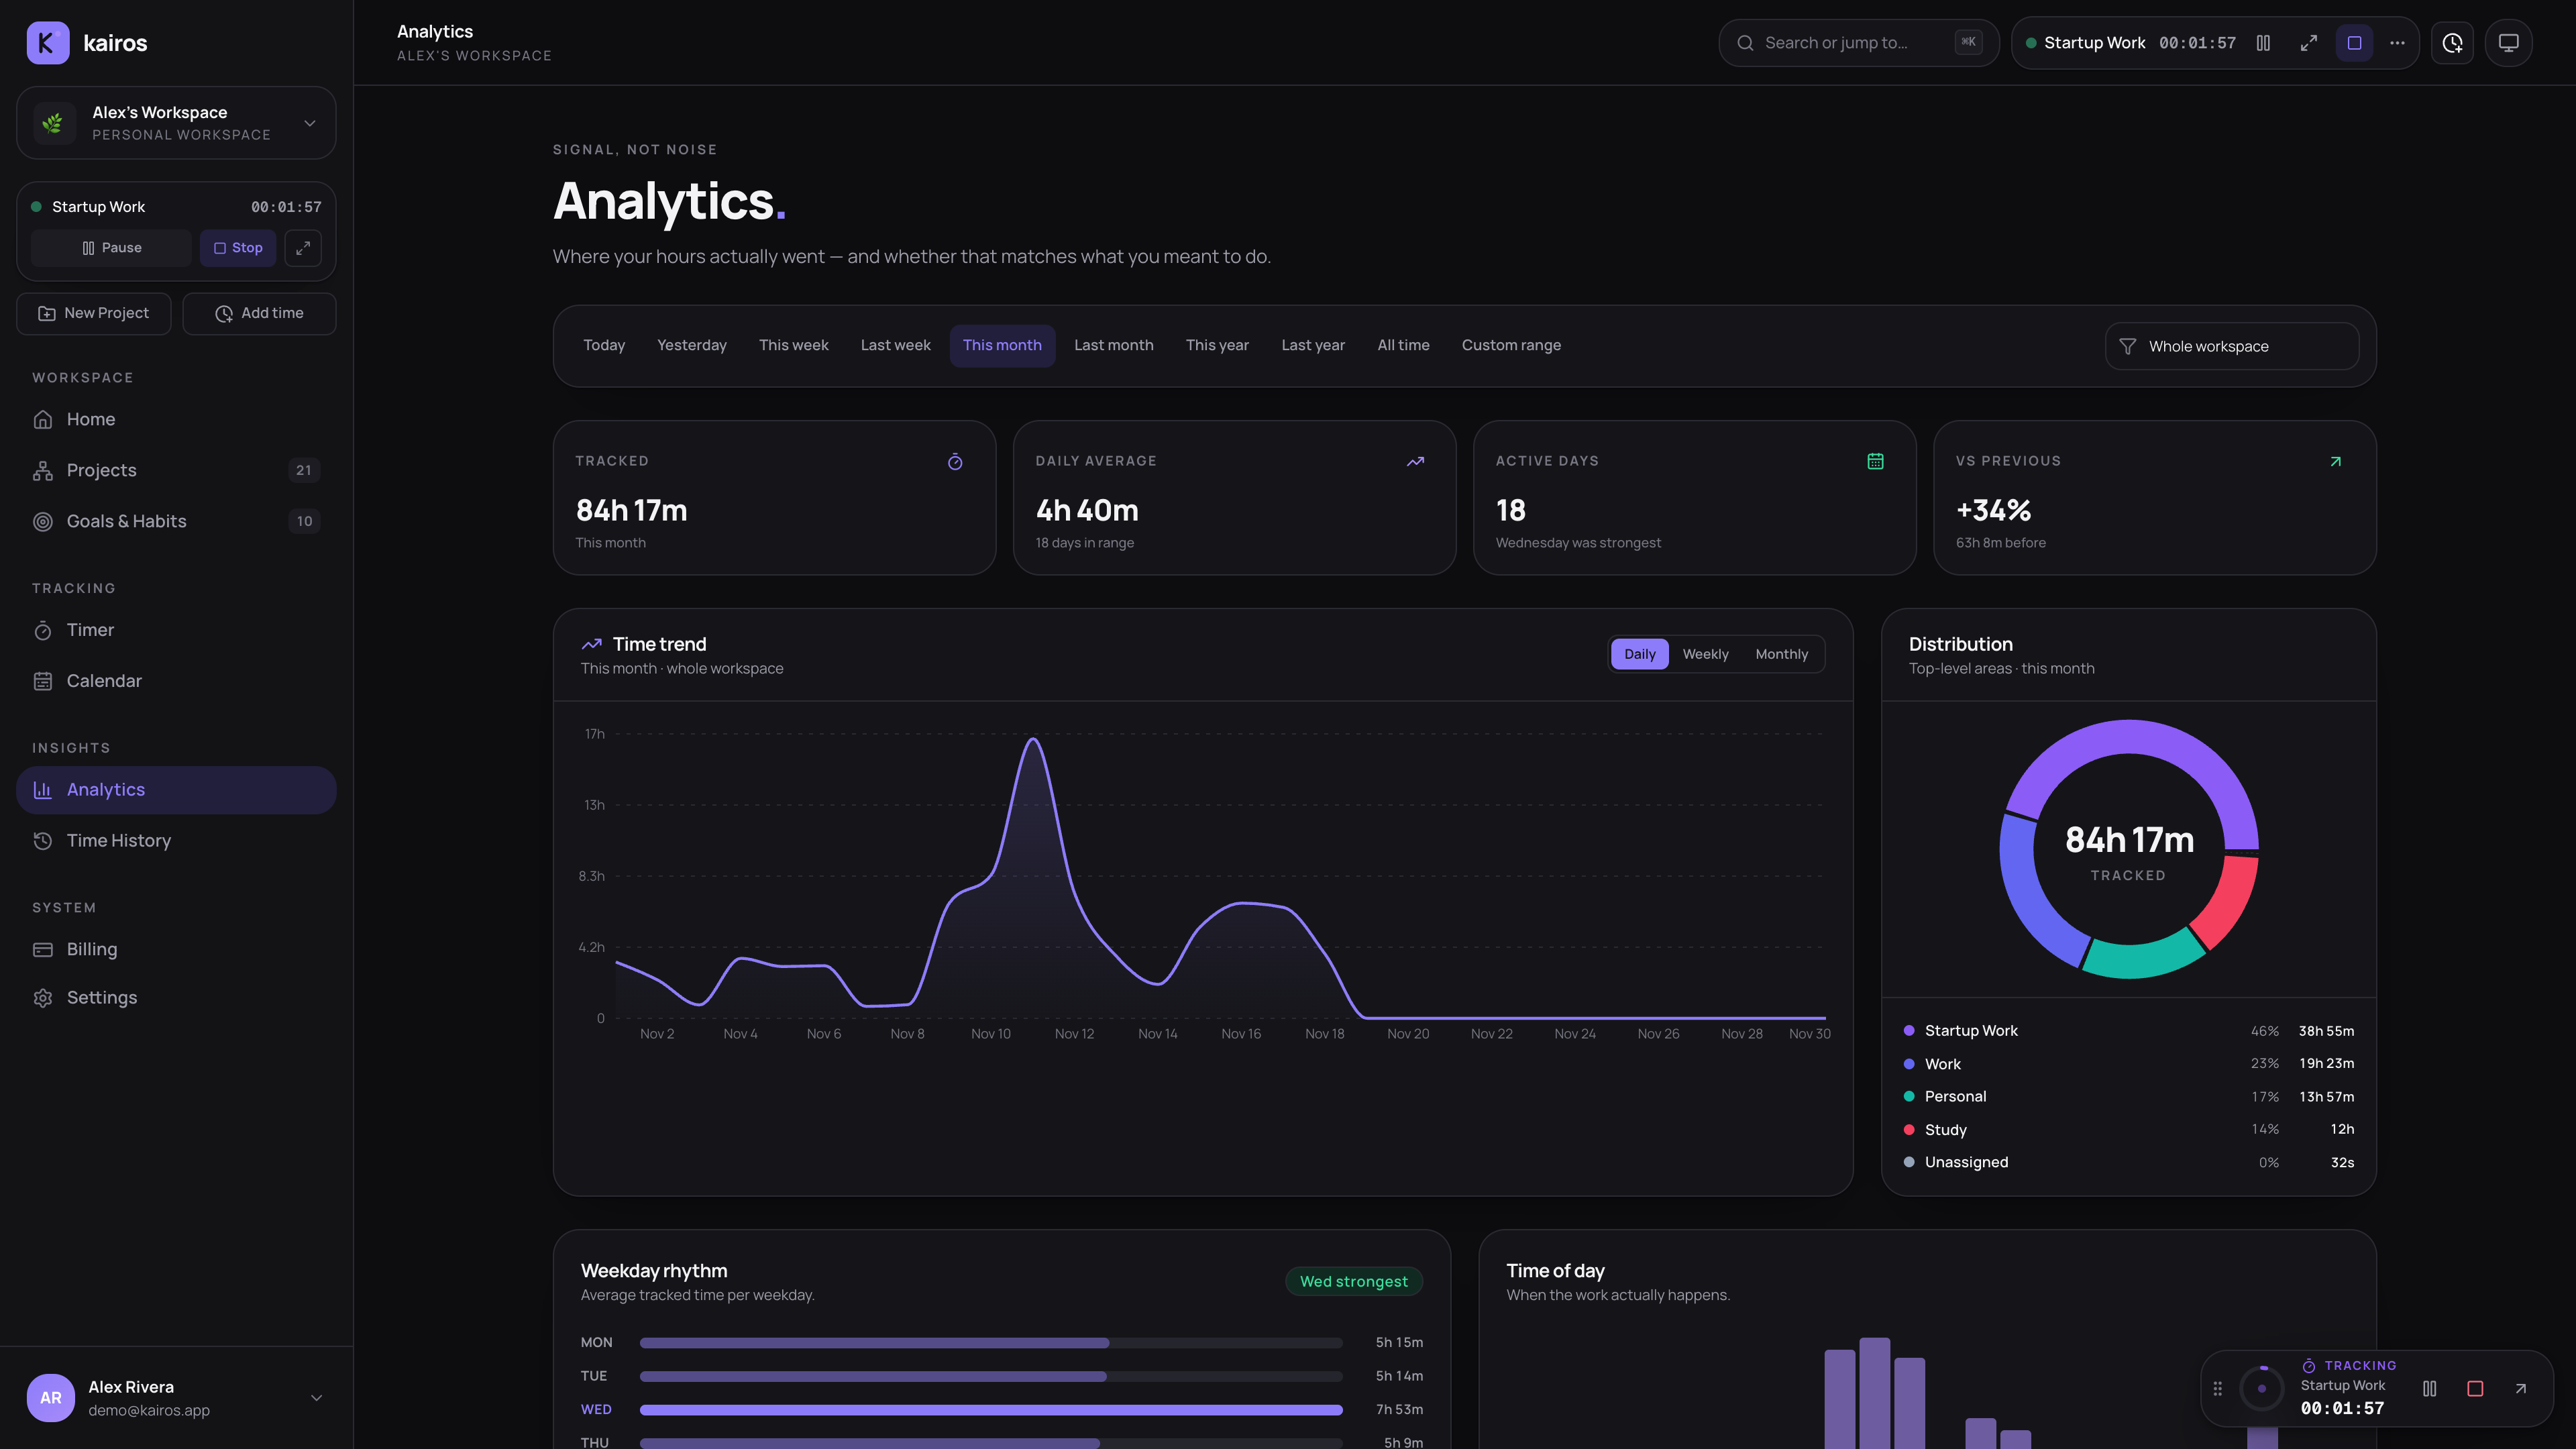 kairos
Alex's Workspace
PERSONAL WORKSPACE
Startup Work 00:01:57
Pause Stop
New Project Add time
WORKSPACE
Home
Projects 21
Goals & Habits 10
TRACKING
Timer
Calendar
INSIGHTS
Analytics
Time History
SYSTEM
Billing
Settings
AR
Alex Rivera
demo@kairos.app
Analytics
ALEX'S WORKSPACE
Search or jump to... ⌘K
Startup Work 00:01:57
SIGNAL, NOT NOISE
Analytics.
Where your hours actually went — and whether that matches what you meant to do.
Today Yesterday This week Last week This month Last month This year Last year All time Custom range
Whole workspace
TRACKED
84h 17m
This month
DAILY AVERAGE
4h 40m
18 days in range
ACTIVE DAYS
18
Wednesday was strongest
VS PREVIOUS
+34%
63h 8m before
Time trend
This month · whole workspace
Daily Weekly Monthly
17h
13h
8.3h
4.2h
0
Nov 2 Nov 4 Nov 6 Nov 8 Nov 10 Nov 12 Nov 14 Nov 16 Nov 18 Nov 20 Nov 22 Nov 24 Nov 26 Nov 28 Nov 30
Distribution
Top-level areas · this month
84h 17m
TRACKED
Startup Work 46% 38h 55m
Work 23% 19h 23m
Personal 17% 13h 57m
Study 14% 12h
Unassigned 0% 32s
Weekday rhythm
Average tracked time per weekday.
Wed strongest
MON 5h 15m
TUE 5h 14m
WED 7h 53m
THU 5h 9m
Time of day
When the work actually happens.
TRACKING
Startup Work
00:01:57